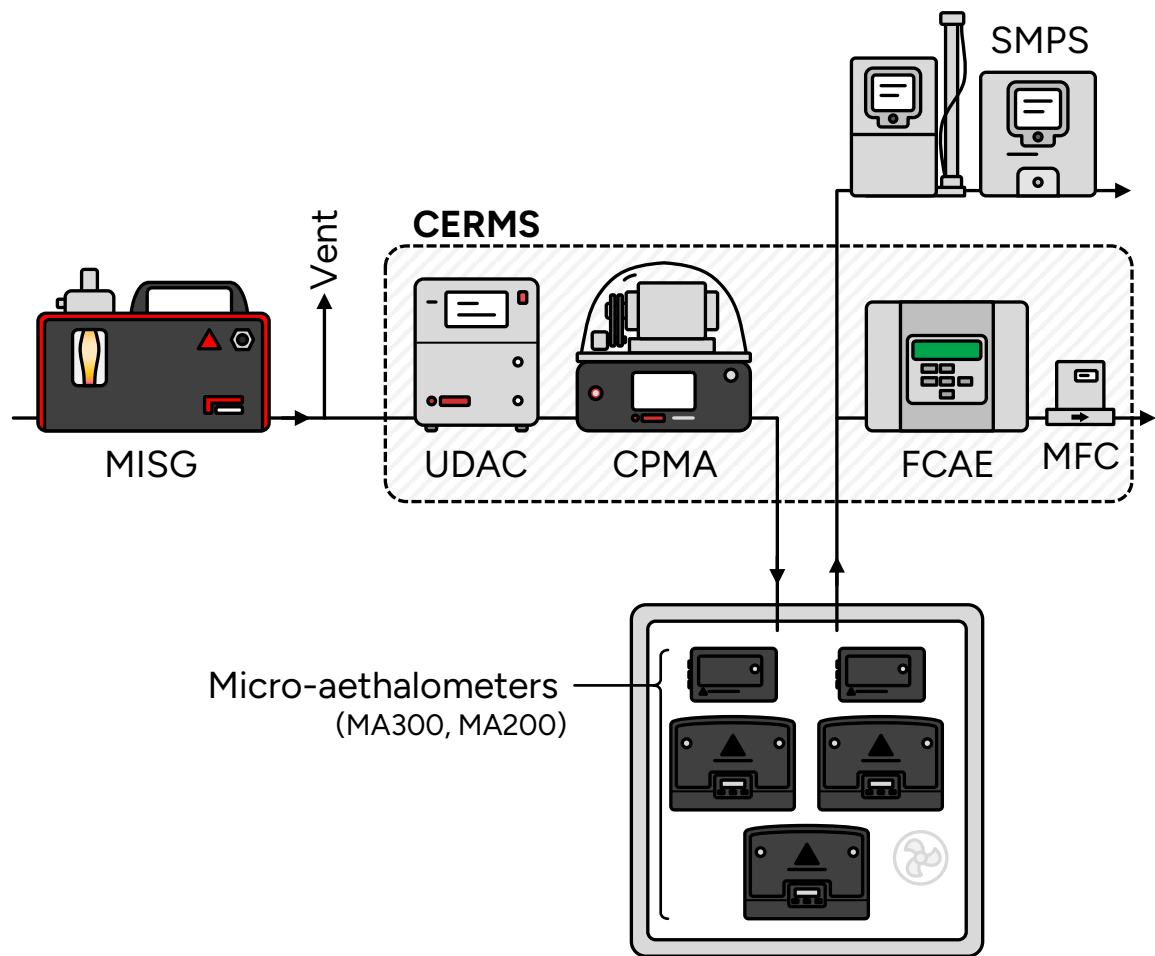 SMPS
Vent
CERMS
MISG
UDAC
CPMA
FCAE
MFC
Micro-aethalometers
(MA300, MA200)